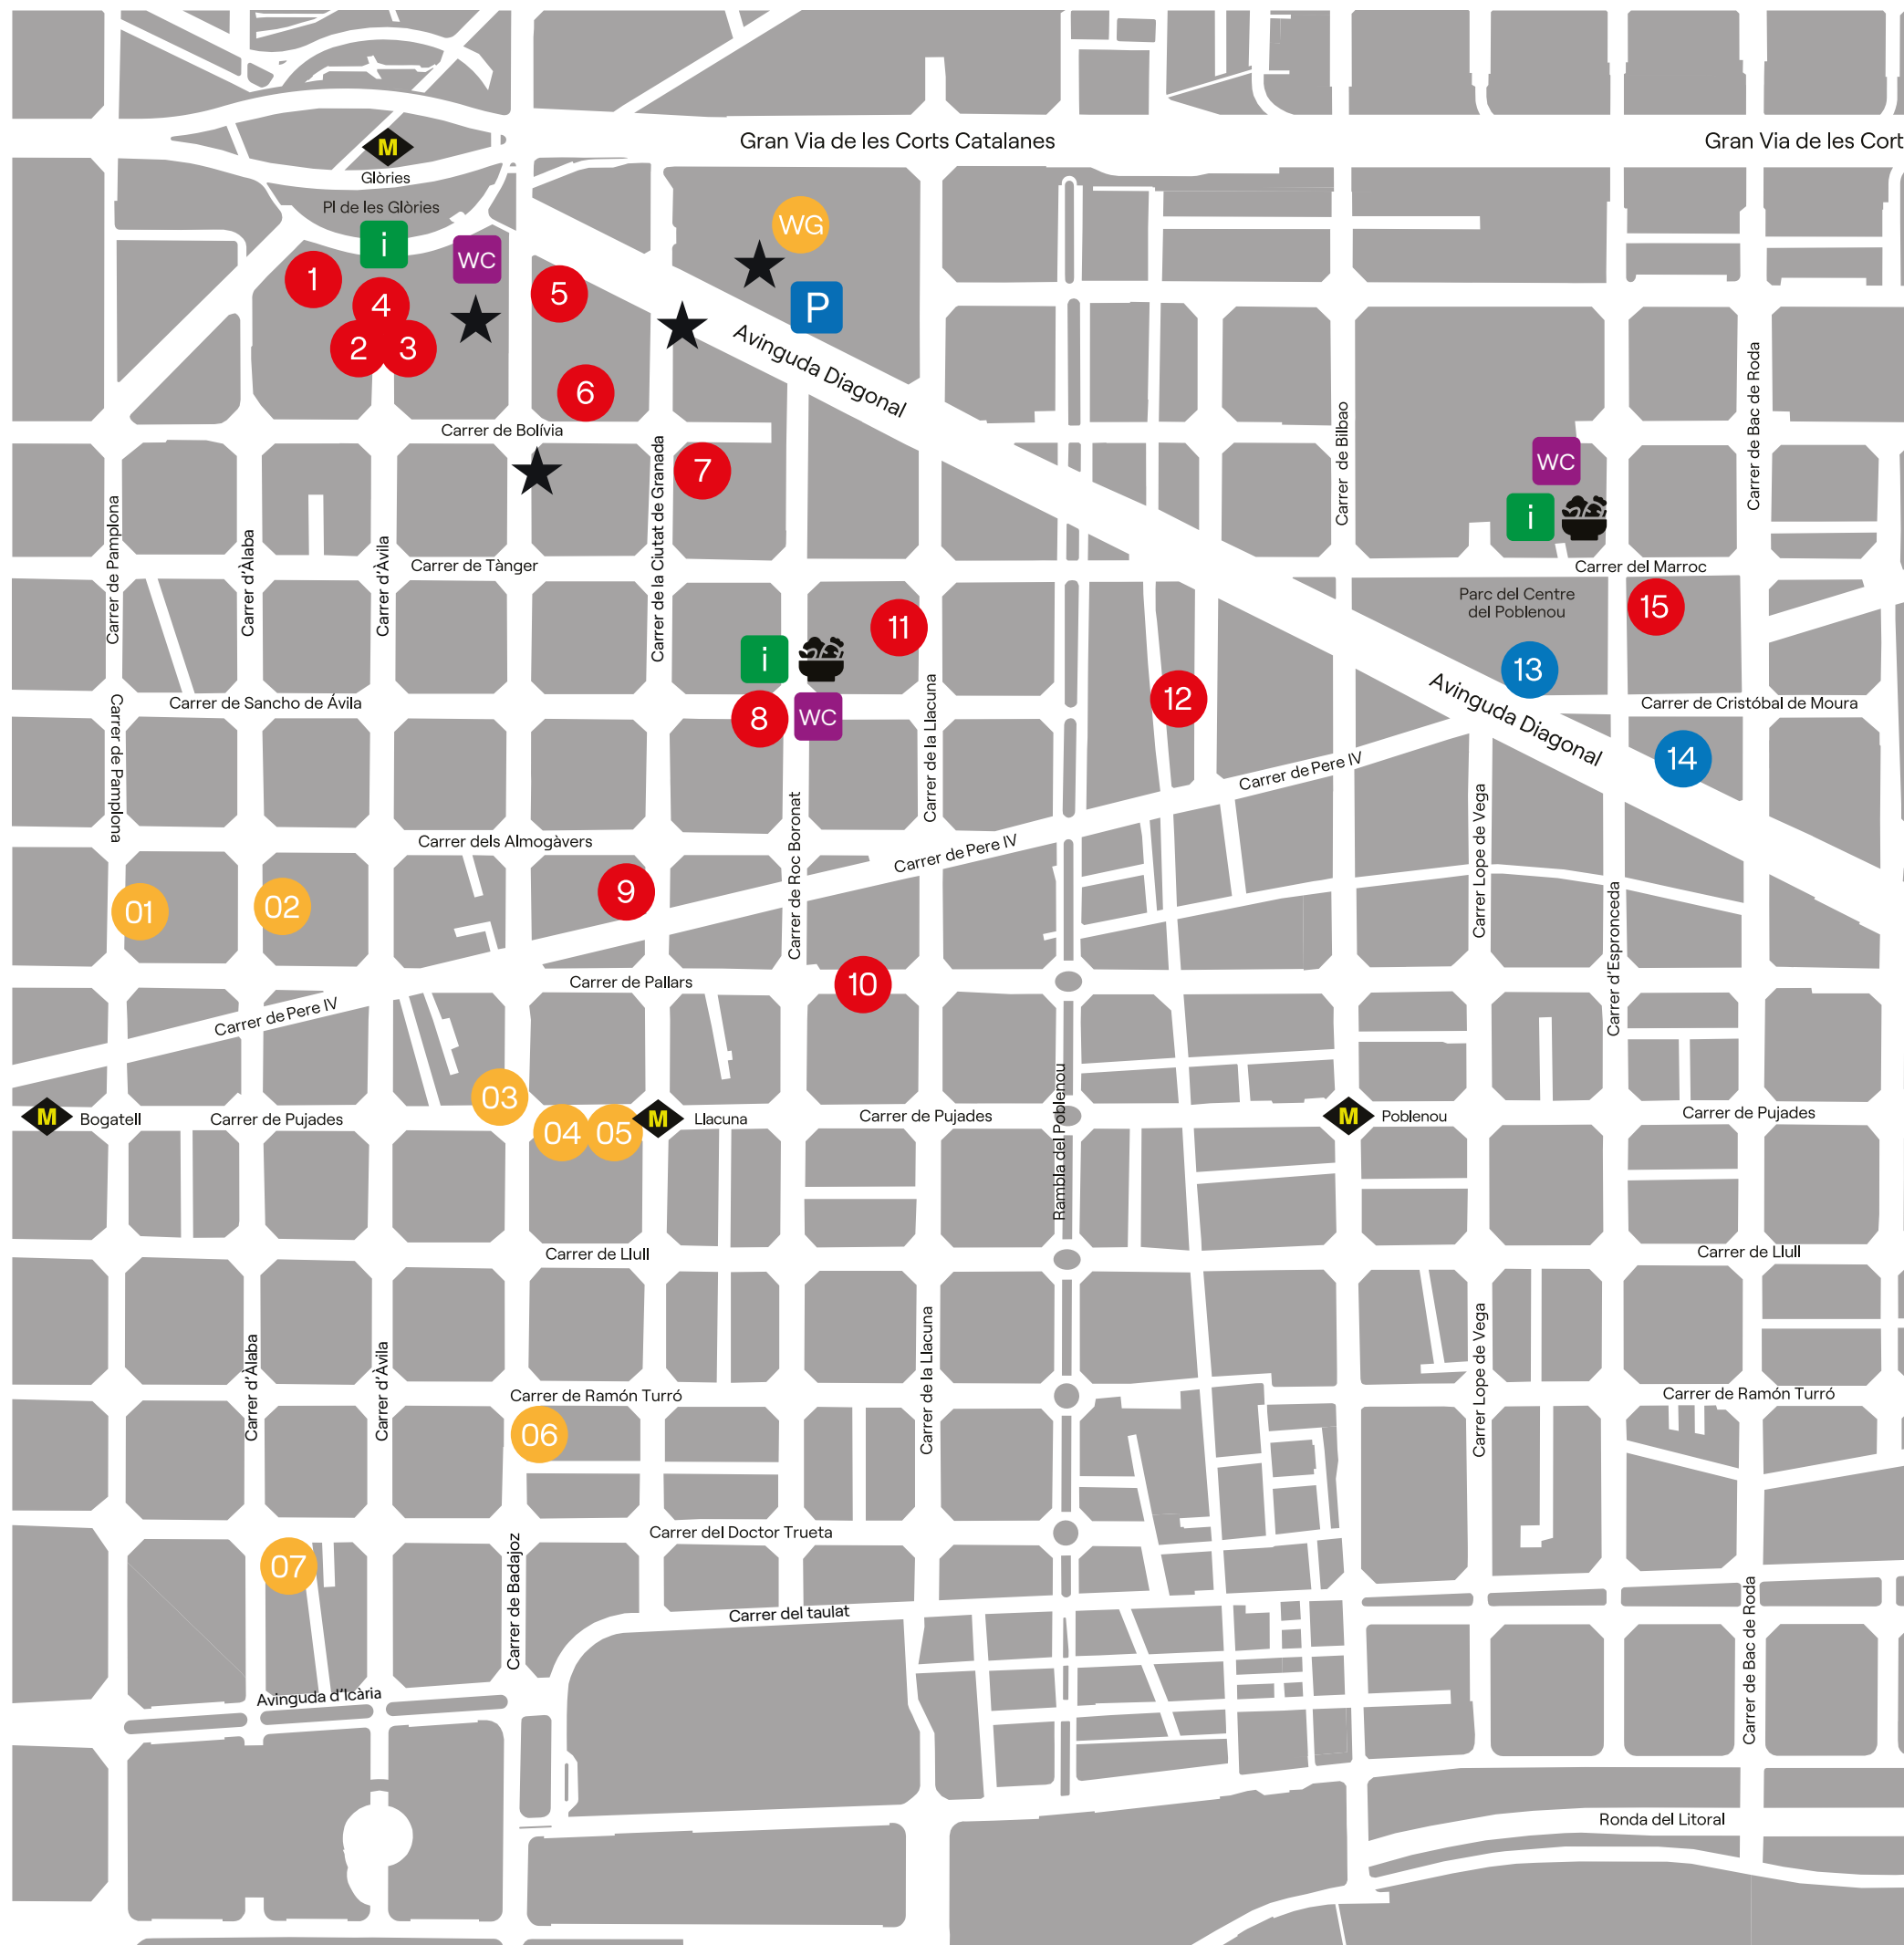 Gran Via de les Corts Catalanes
Gran Via de les Cort
M
Glòries
Pl de les Glòries
i
WC
WG
1
4
2
3
5
P
6
Avinguda Diagonal
Carrer de Bolívia
7
Carrer de Pamplona
Carrer d'Àlaba
Carrer d'Àvila
Carrer de la Ciutat de Granada
Carrer de Bilbao
Carrer de Bac de Roda
WC
i
Carrer de Tànger
Carrer del Marroc
Parc del Centre
del Poblenou
15
11
i
13
8
WC
12
Carrer de Sancho de Ávila
Carrer de Cristóbal de Moura
Avinguda Diagonal
14
Carrer de Pamplona
Carrer de la Llacuna
Carrer de Pere IV
Carrer dels Almogàvers
Carrer de Pere IV
Carrer de Roc Boronat
Carrer Lope de Vega
Carrer d'Espronceda
01
02
9
Carrer de Pallars
10
Carrer de Pere IV
03
M
Bogatell
Carrer de Pujades
04
05
M
Llacuna
Carrer de Pujades
Rambla del Poblenou
M
Poblenou
Carrer de Pujades
Carrer de Llull
Carrer de Llull
Carrer d'Àlaba
Carrer d'Àvila
Carrer de la Llacuna
Carrer Lope de Vega
Carrer de Ramón Turró
Carrer de Ramón Turró
06
Carrer del Doctor Trueta
07
Carrer de Badajoz
Carrer del taulat
Carrer de Bac de Roda
Avinguda d'Icària
Ronda del Litoral